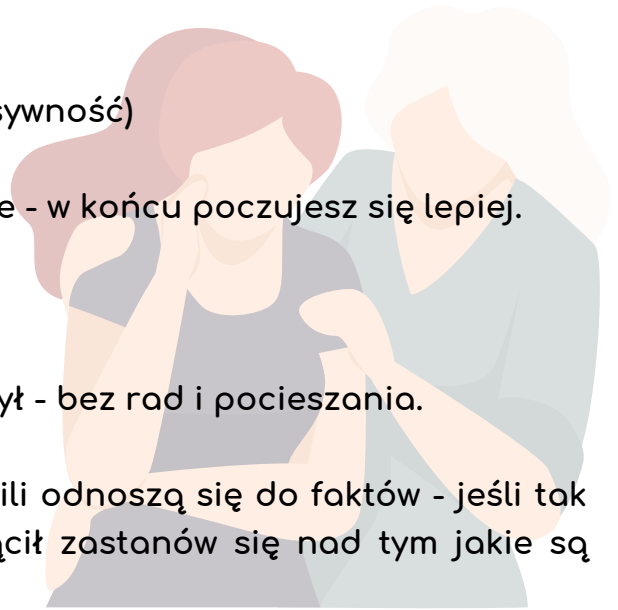 sywność)
e - w końcu poczujesz się lepiej.
ył - bez rad i pocieszania.
ili odnoszą się do faktów - jeśli tak
ącił zastanów się nad tym jakie są